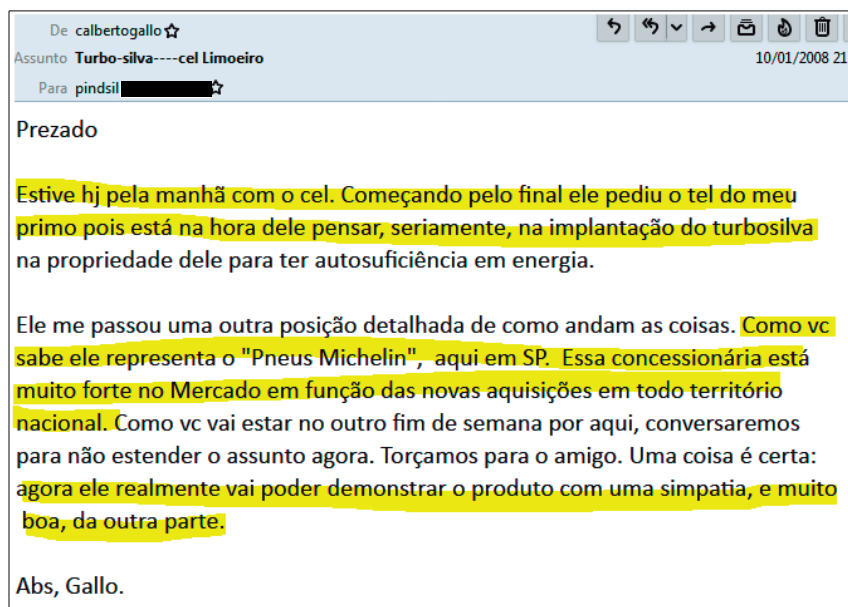 De calbertogallo
Assunto Turbo-silva----cel Limoeiro
10/01/2008 21
Para pindsil
Prezado
Estive hj pela manhã com o cel. Começando pelo final ele pediu o tel do meu
primo pois está na hora dele pensar, seriamente, na implantação do turbosilva
na propriedade dele para ter autosuficiência em energia.
Ele me passou uma outra posição detalhada de como andam as coisas. Como vc
sabe ele representa o "Pneus Michelin", aqui em SP. Essa concessionária está
muito forte no Mercado em função das novas aquisições em todo território
nacional. Como vc vai estar no outro fim de semana por aqui, conversaremos
para não estender o assunto agora. Torçamos para o amigo. Uma coisa é certa:
agora ele realmente vai poder demonstrar o produto com uma simpatia, e muito
boa, da outra parte.
Abs, Gallo.